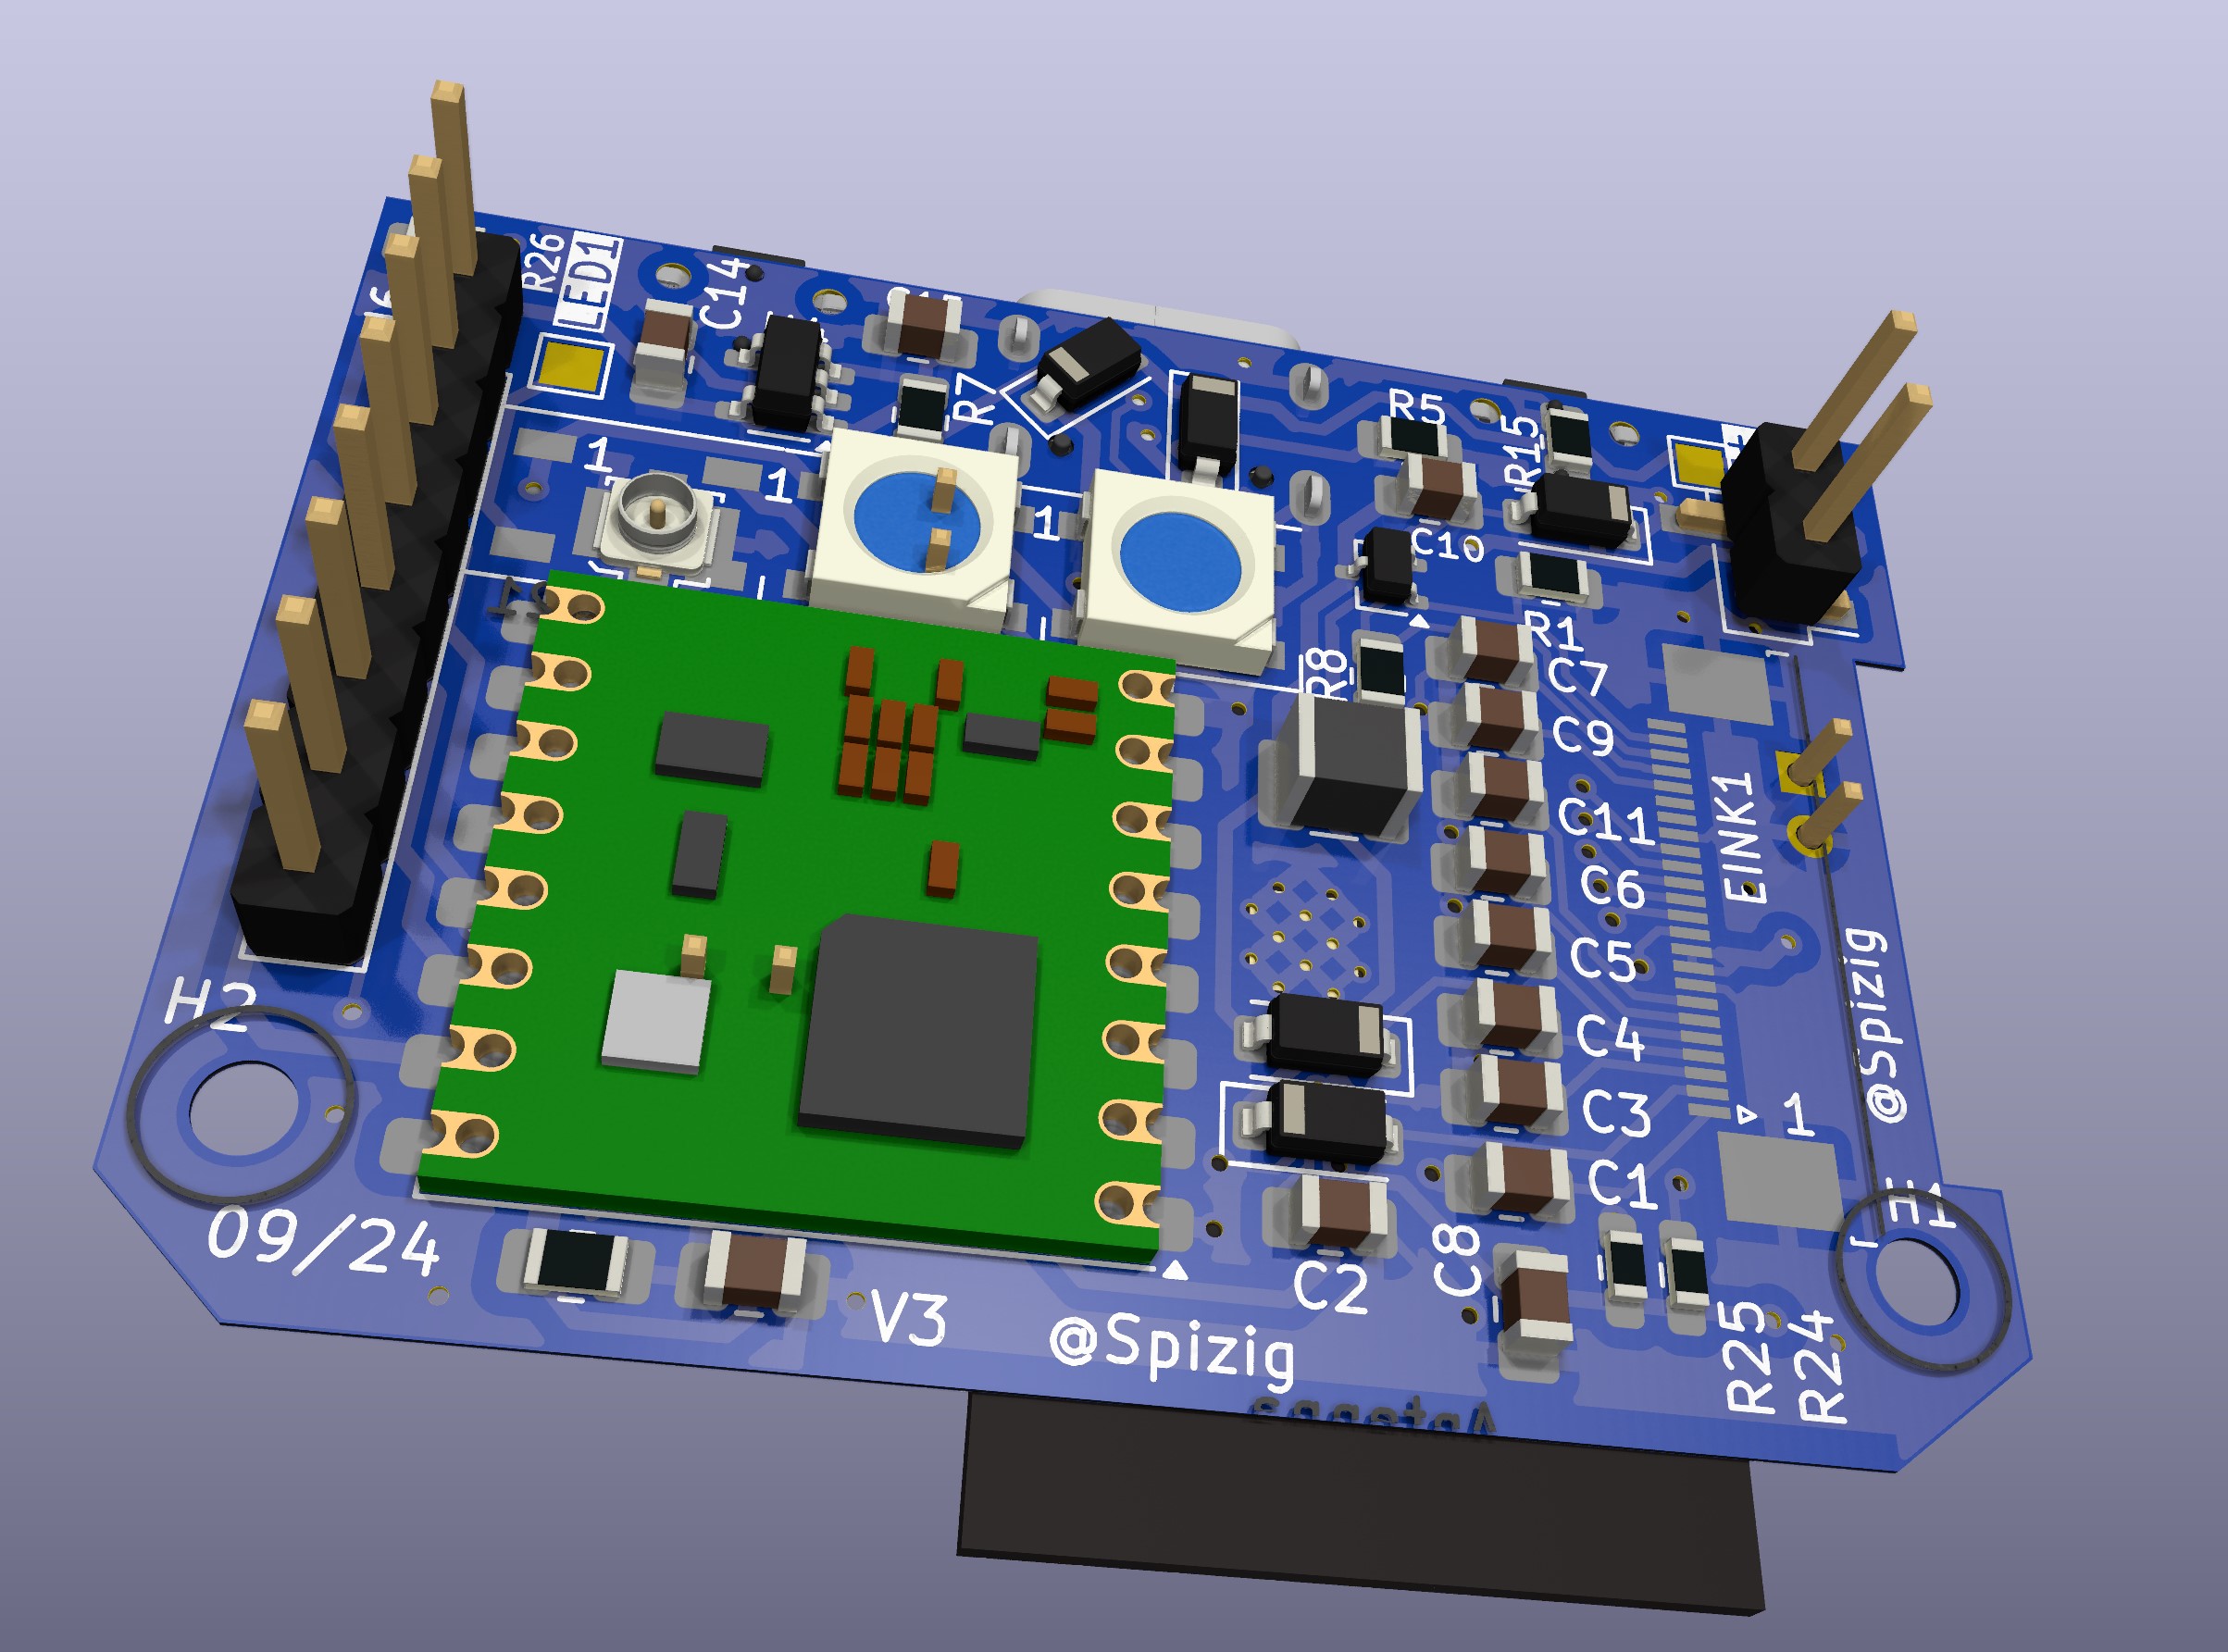 R26
LED1
C14
R7
R5
R15
1
1
1
C10
R1
R8
C7
C9
C11
EINK1
C6
C5
@Spizig
C4
C3
1
C1
H2
H1
09/24
C2
C8
V3
@Spizig
R25
R24